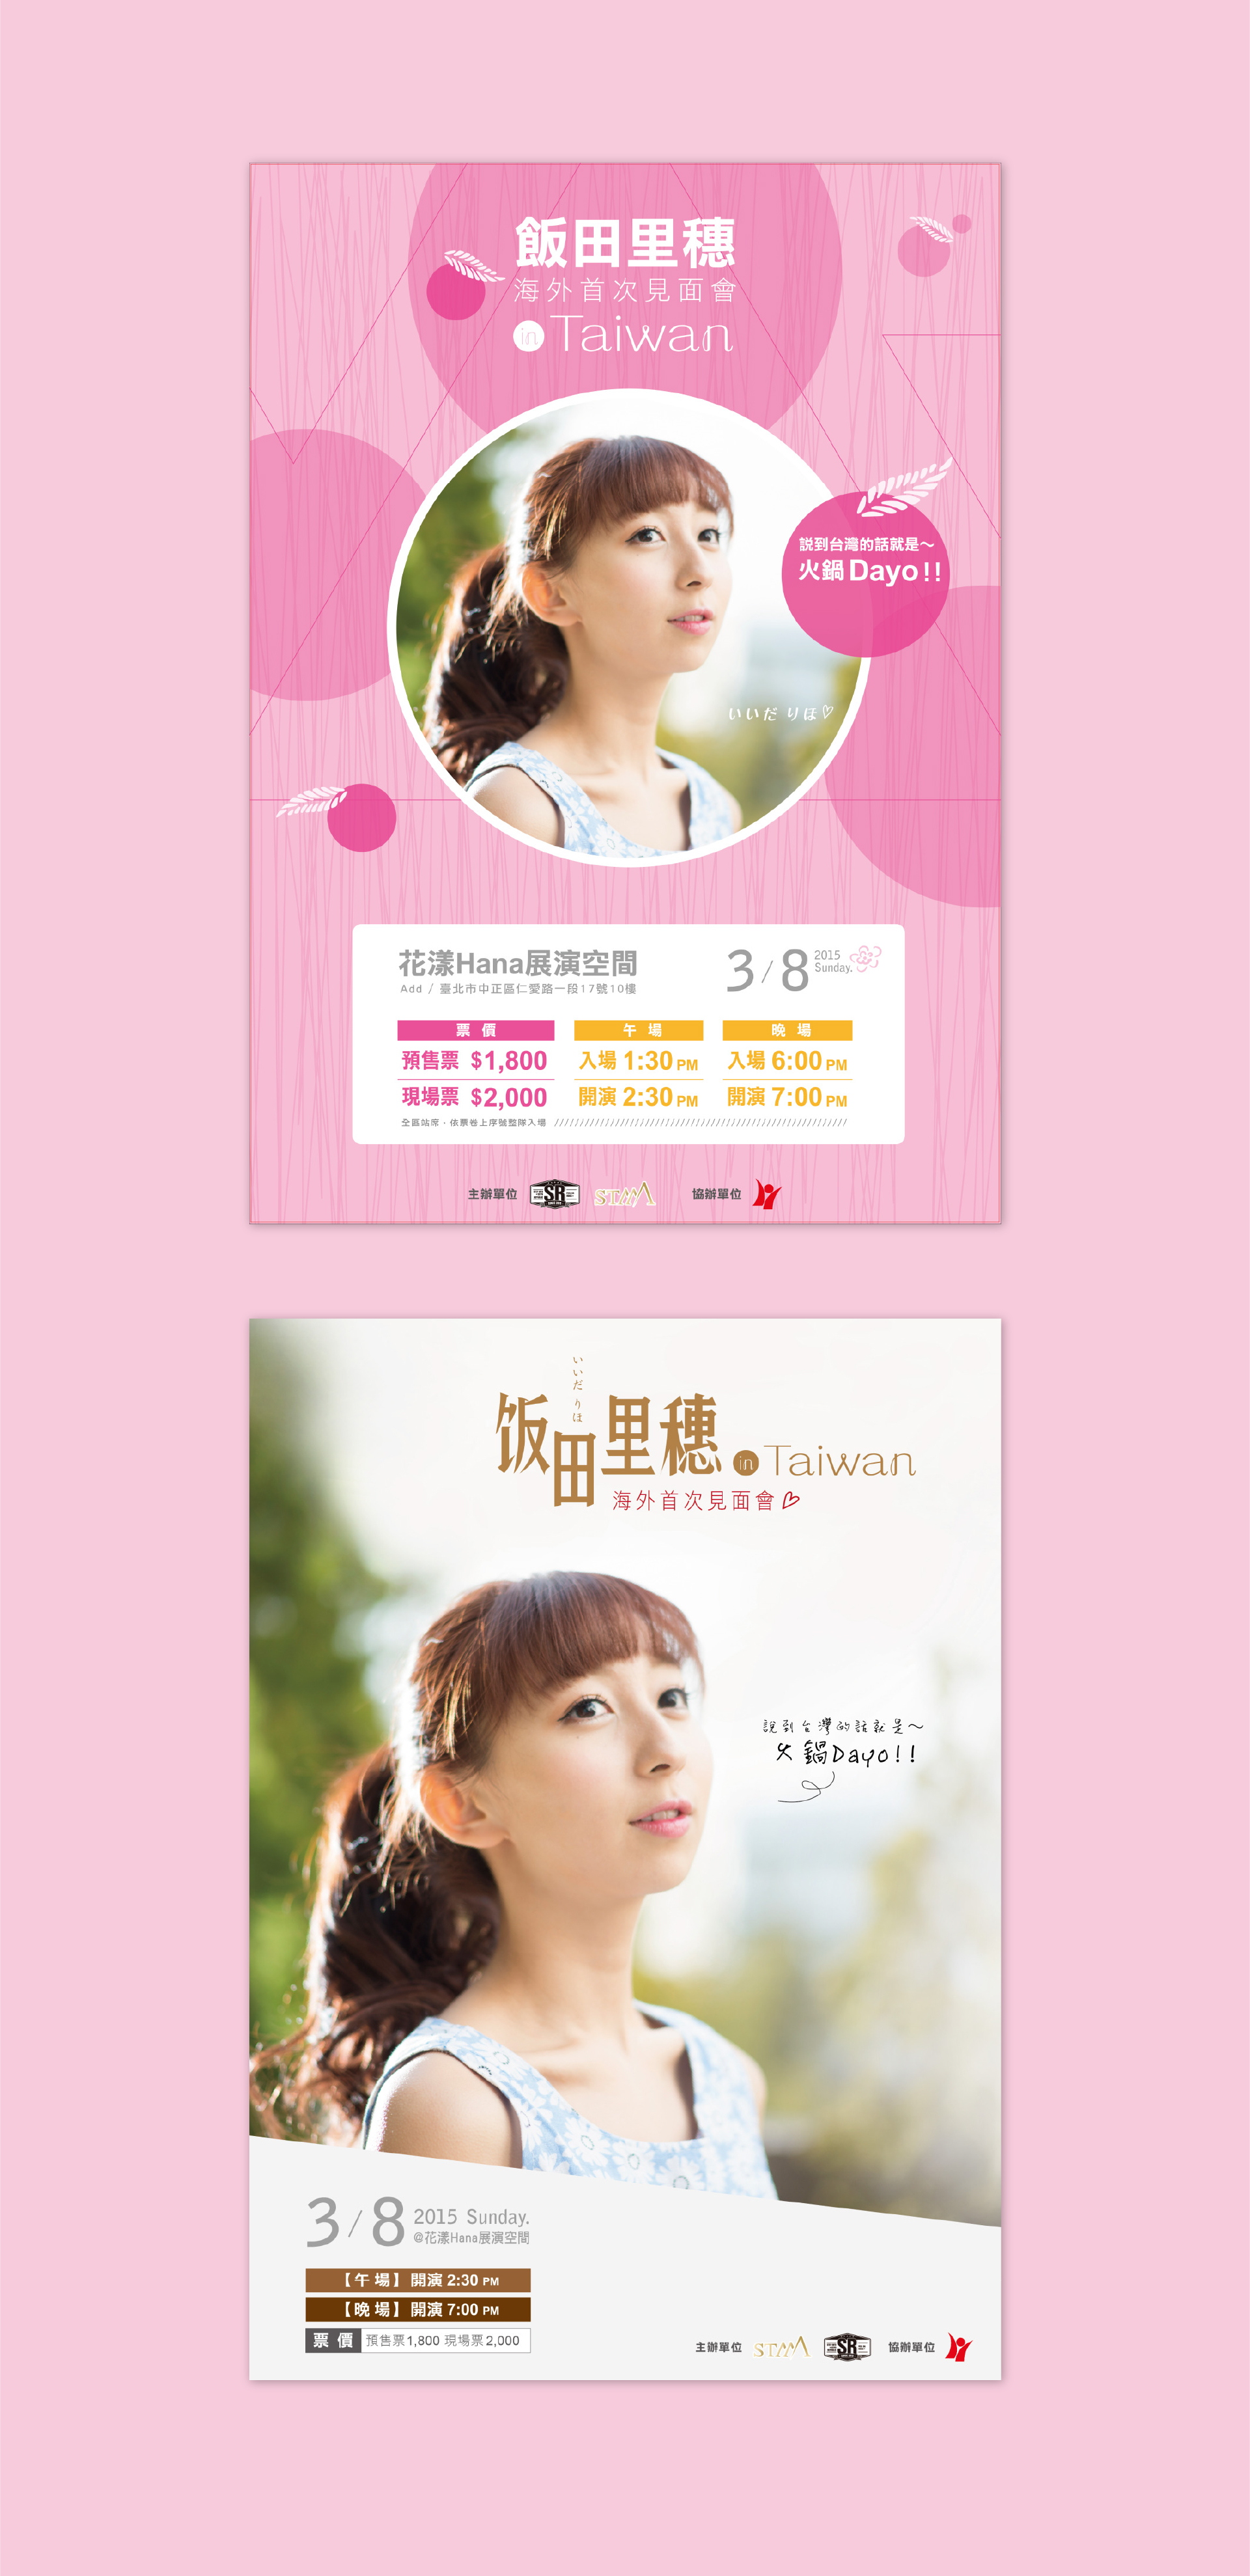 飯田里穗
海外首次見面會
in Taiwan
説到台灣的話就是～
火鍋Dayo!!
いいだ りほ♡
花漾Hana展演空間
Add / 臺北市中正區仁愛路一段17號10樓
3/8 2015 Sunday.
票價
預售票 $1,800
現場票 $2,000
午場
入場 1:30 PM
開演 2:30 PM
晚場
入場 6:00 PM
開演 7:00 PM
全區站席，依票卷上序號整隊入場
主辦單位 SR STAA 協辦單位
いいだ りほ
饭田里穗 in Taiwan
海外首次見面會♡
說到台灣的話就是～
火鍋Dayo!!
3/8 2015 Sunday.
@花漾Hana展演空間
【午場】開演 2:30 PM
【晚場】開演 7:00 PM
票價 預售票1,800 現場票2,000
主辦單位 STAA SR 協辦單位